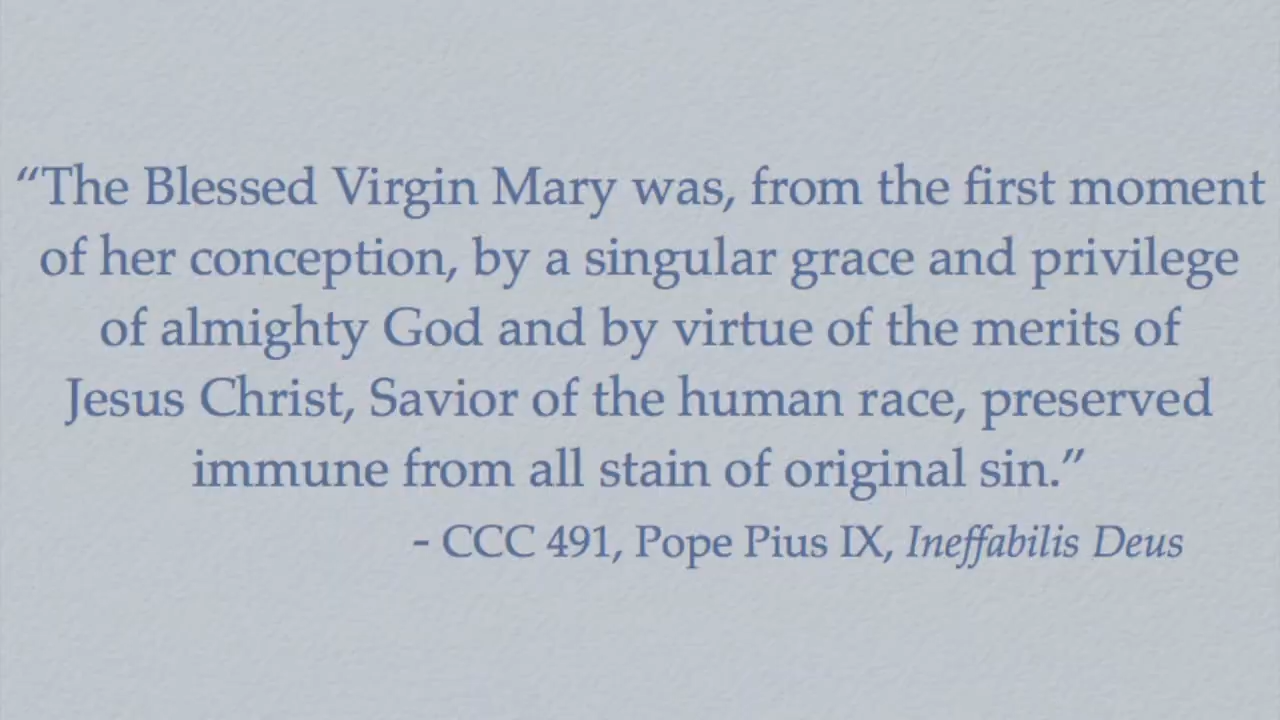 “The Blessed Virgin Mary was, from the first moment
of her conception, by a singular grace and privilege
of almighty God and by virtue of the merits of
Jesus Christ, Savior of the human race, preserved
immune from all stain of original sin.”
- CCC 491, Pope Pius IX, Ineffabilis Deus